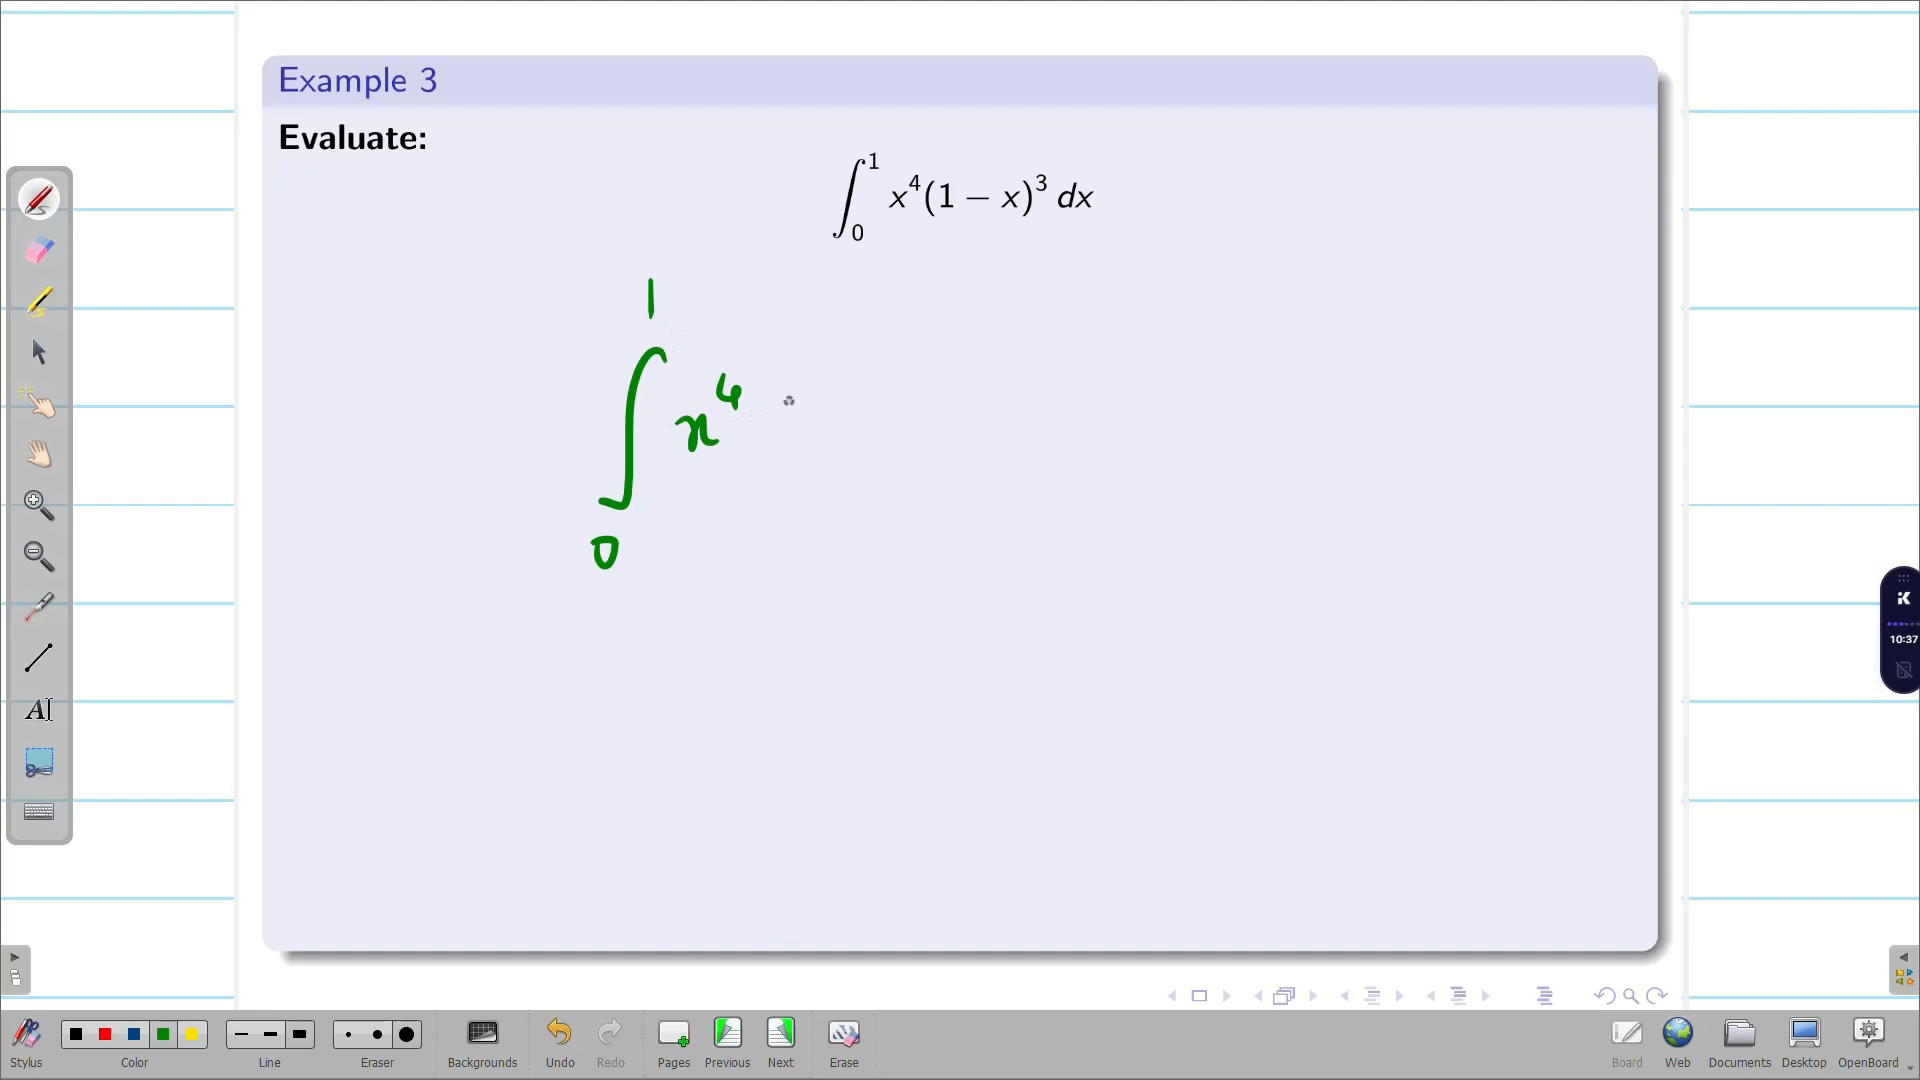 Example 3
Evaluate:
∫₀¹ x⁴(1 − x)³ dx
1
∫ x⁴
0
10:37
Stylus
Color
Line
Eraser
Backgrounds
Undo
Redo
Pages
Previous
Next
Erase
Board
Web
Documents
Desktop
OpenBoard